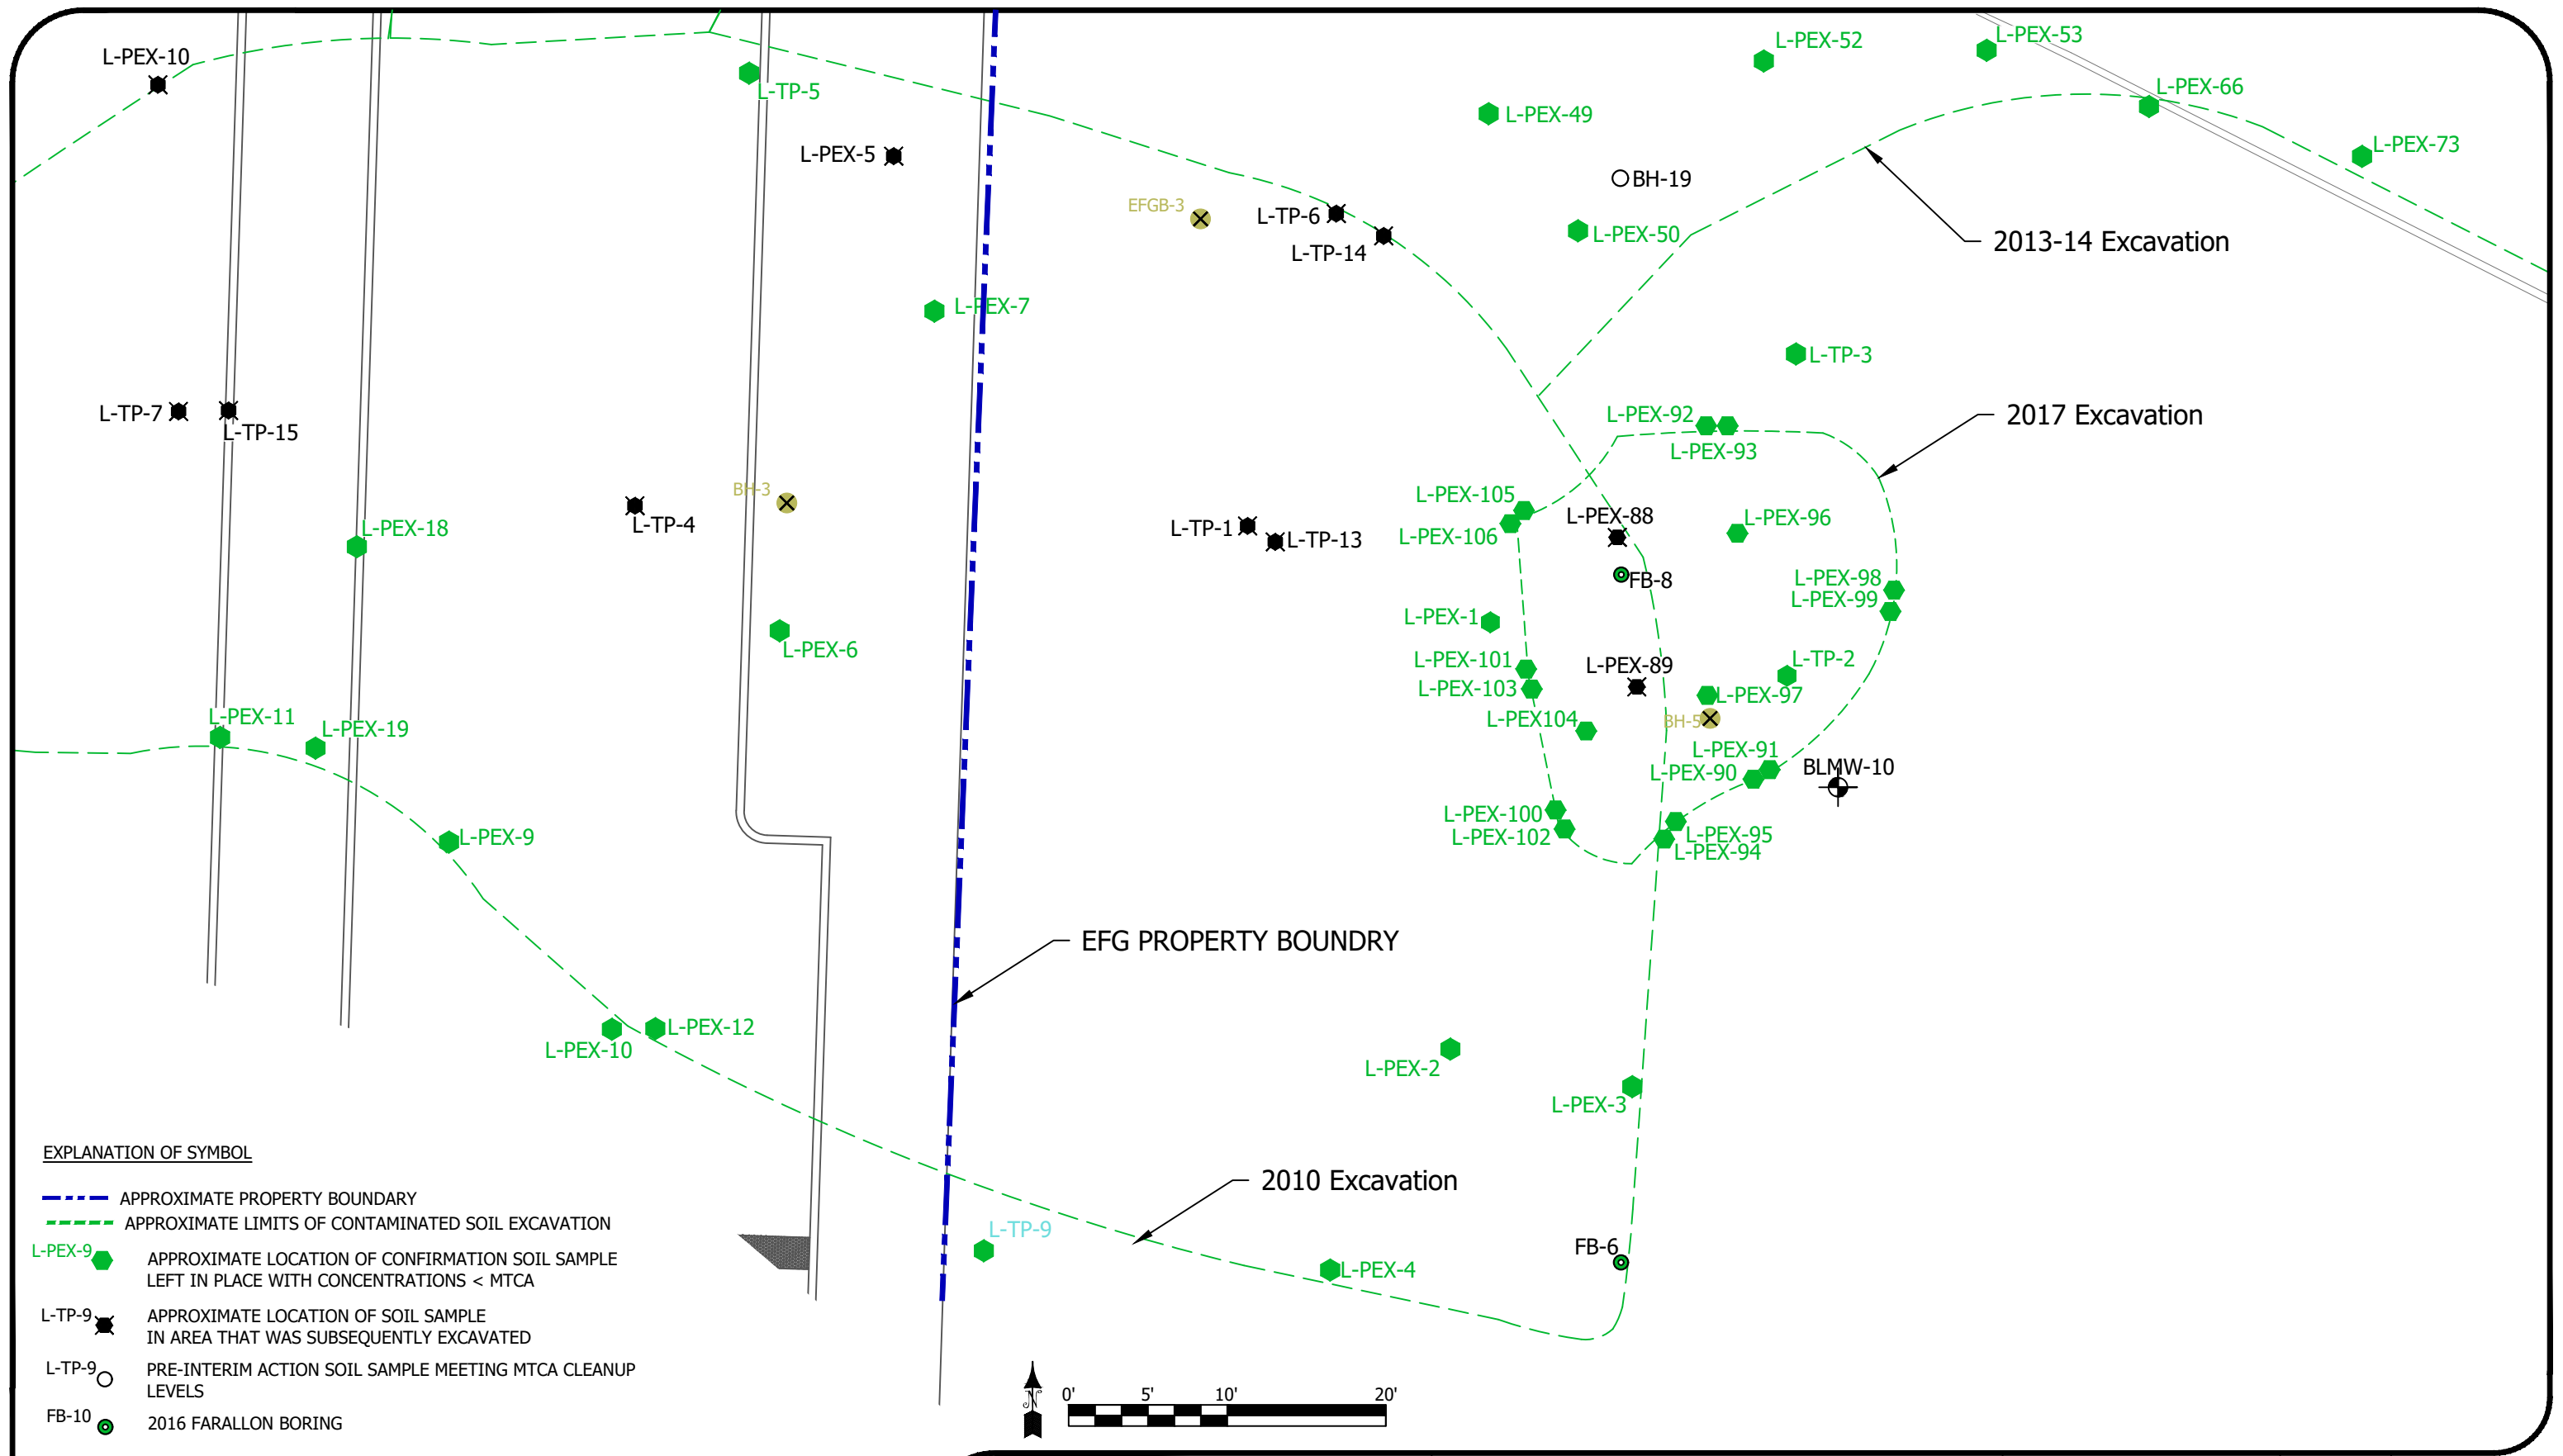 L-PEX-10
L-TP-5
L-PEX-5
L-PEX-52
L-PEX-53
L-PEX-66
L-PEX-49
L-PEX-73
BH-19
EFGB-3
L-TP-6
L-TP-14
L-PEX-50
2013-14 Excavation
L-PEX-7
L-TP-3
L-TP-7
L-TP-15
L-PEX-92
L-PEX-93
2017 Excavation
BH-3
L-TP-4
L-PEX-18
L-TP-1
L-TP-13
L-PEX-105
L-PEX-106
L-PEX-88
L-PEX-96
FB-8
L-PEX-98
L-PEX-99
L-PEX-1
L-PEX-6
L-PEX-101
L-PEX-103
L-PEX-89
L-TP-2
L-PEX-97
L-PEX-11
L-PEX-19
L-PEX104
BH-5
L-PEX-91
L-PEX-90
BLMW-10
L-PEX-9
L-PEX-100
L-PEX-102
L-PEX-95
L-PEX-94
EFG PROPERTY BOUNDRY
L-PEX-12
L-PEX-10
L-PEX-2
L-PEX-3
2010 Excavation
L-TP-9
FB-6
L-PEX-4
EXPLANATION OF SYMBOL
APPROXIMATE PROPERTY BOUNDARY
APPROXIMATE LIMITS OF CONTAMINATED SOIL EXCAVATION
L-PEX-9
APPROXIMATE LOCATION OF CONFIRMATION SOIL SAMPLE
LEFT IN PLACE WITH CONCENTRATIONS < MTCA
L-TP-9
APPROXIMATE LOCATION OF SOIL SAMPLE
IN AREA THAT WAS SUBSEQUENTLY EXCAVATED
L-TP-9
PRE-INTERIM ACTION SOIL SAMPLE MEETING MTCA CLEANUP
LEVELS
FB-10
2016 FARALLON BORING
N
0' 5' 10' 20'